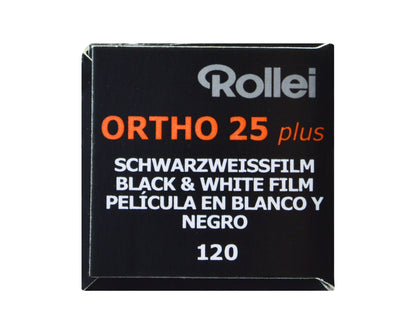 Rollei
ORTHO 25 plus
SCHWARZWEISSFILM
BLACK & WHITE FILM
PELÍCULA EN BLANCO Y
NEGRO
120